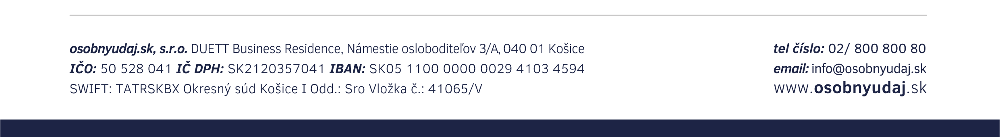 osobnyudaj.sk, s.r.o. DUETT Business Residence, Námestie osloboditeľov 3/A, 040 01 Košice
IČO: 50 528 041 IČ DPH: SK2120357041 IBAN: SK05 1100 0000 0029 4103 4594
SWIFT: TATRSKBX Okresný súd Košice I Odd.: Sro Vložka č.: 41065/V
tel číslo: 02/ 800 800 80
email: info@osobnyudaj.sk
www.osobnyudaj.sk